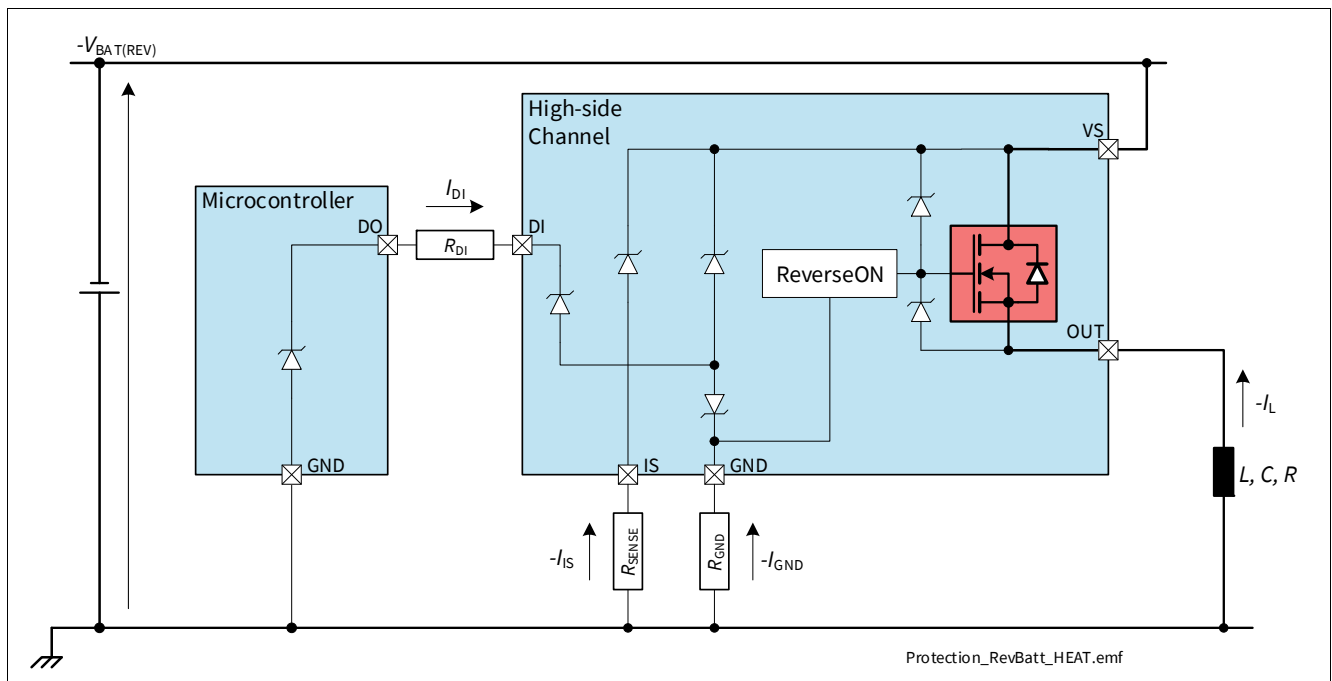 -VBAT(REV)
High-side
Channel
VS
Microcontroller
IDI
DO
RDI
DI
ReverseON
OUT
-IL
GND
IS
GND
L, C, R
-IIS
RSENSE
RGND
-IGND
Protection_RevBatt_HEAT.emf